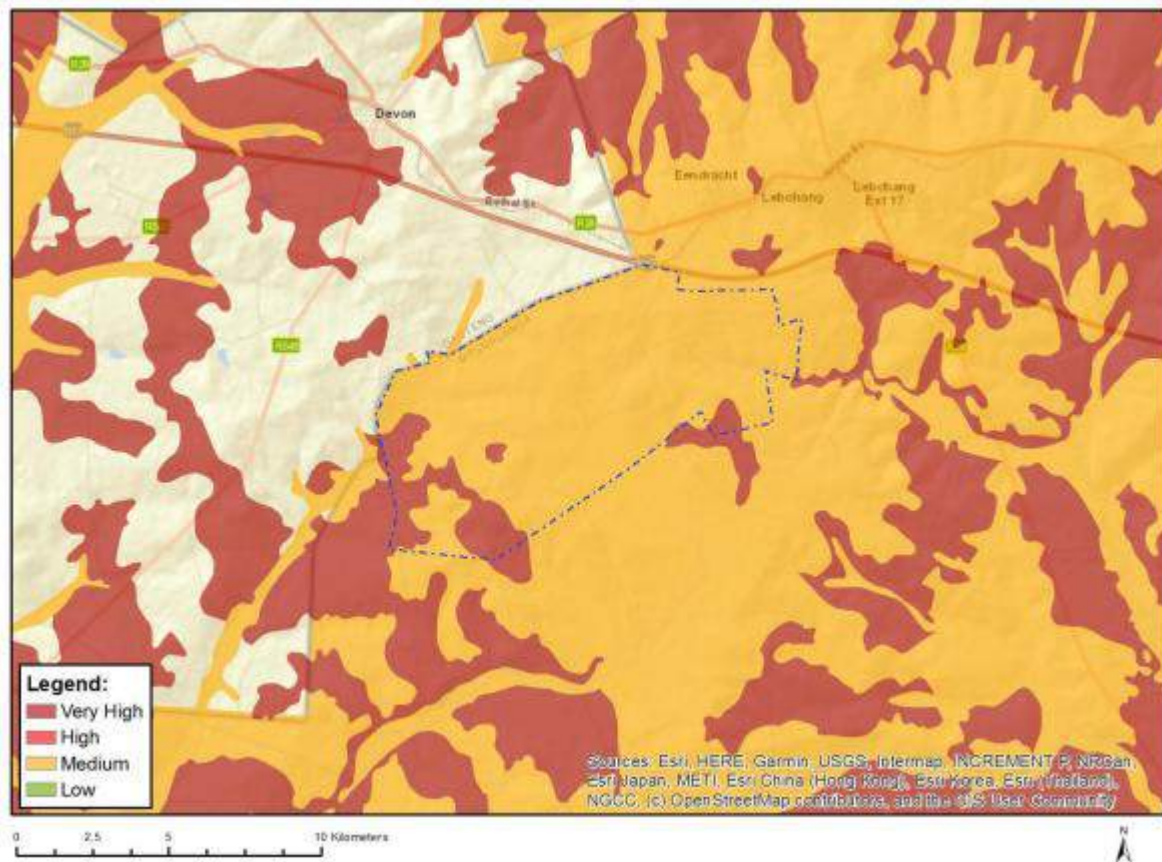 Devon
R29
Eendracht
Lebohang
Lebohang
Ext 17
R548
Legend:
Very High
High
Medium
Low
Sources: Esri, HERE, Garmin, USGS, Intermap, INCREMENT P, NRCan,
Esri Japan, METI, Esri China (Hong Kong), Esri Korea, Esri (Thailand),
NGCC, (c) OpenStreetMap contributors, and the GIS User Community
0 2.5 5 10 Kilometers
N